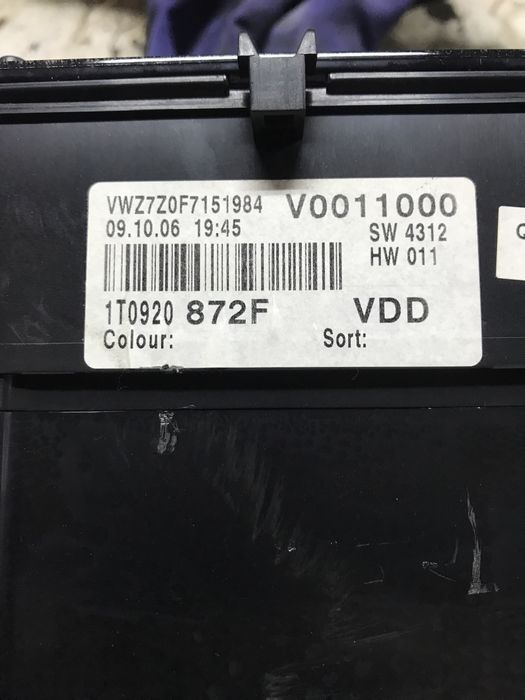 VWZ7Z0F7151984 V0011000
09.10.06 19:45 SW 4312
HW 011
1T0920 872F VDD
Colour: Sort: